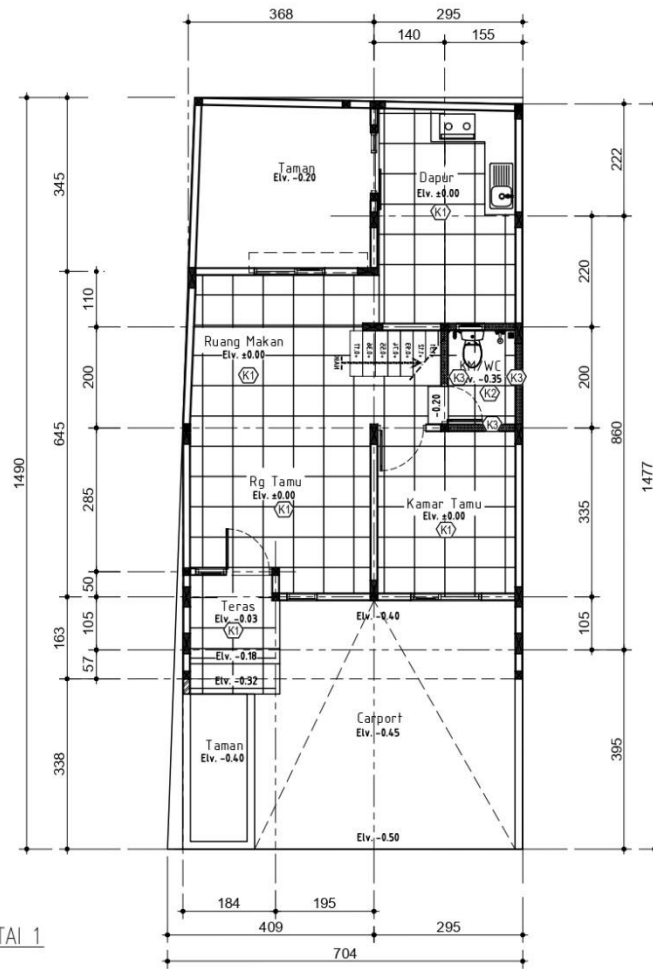 368
295
140
155
345
110
200
645
285
50
105
163
57
338
1490
222
220
200
860
335
105
395
1477
Taman
Elv. -0.20
Dapur
Elv. ±0.00
K1
Ruang Makan
Elv. ±0.00
K1
KM/WC
K3
K3
K2
K3
-0.20
Rg Tamu
Elv. ±0.00
K1
Kamar Tamu
Elv. ±0.00
K1
Teras
Elv. -0.03
K1
Elv. -0.18
Elv. -0.32
Elv. -0.40
Taman
Elv. -0.40
Carport
Elv. -0.45
Elv. -0.50
184
195
409
295
704
TAI 1